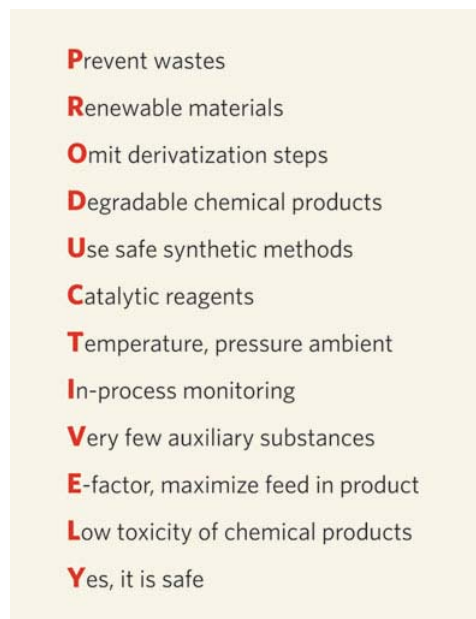 Prevent wastes
Renewable materials
Omit derivatization steps
Degradable chemical products
Use safe synthetic methods
Catalytic reagents
Temperature, pressure ambient
In-process monitoring
Very few auxiliary substances
E-factor, maximize feed in product
Low toxicity of chemical products
Yes, it is safe